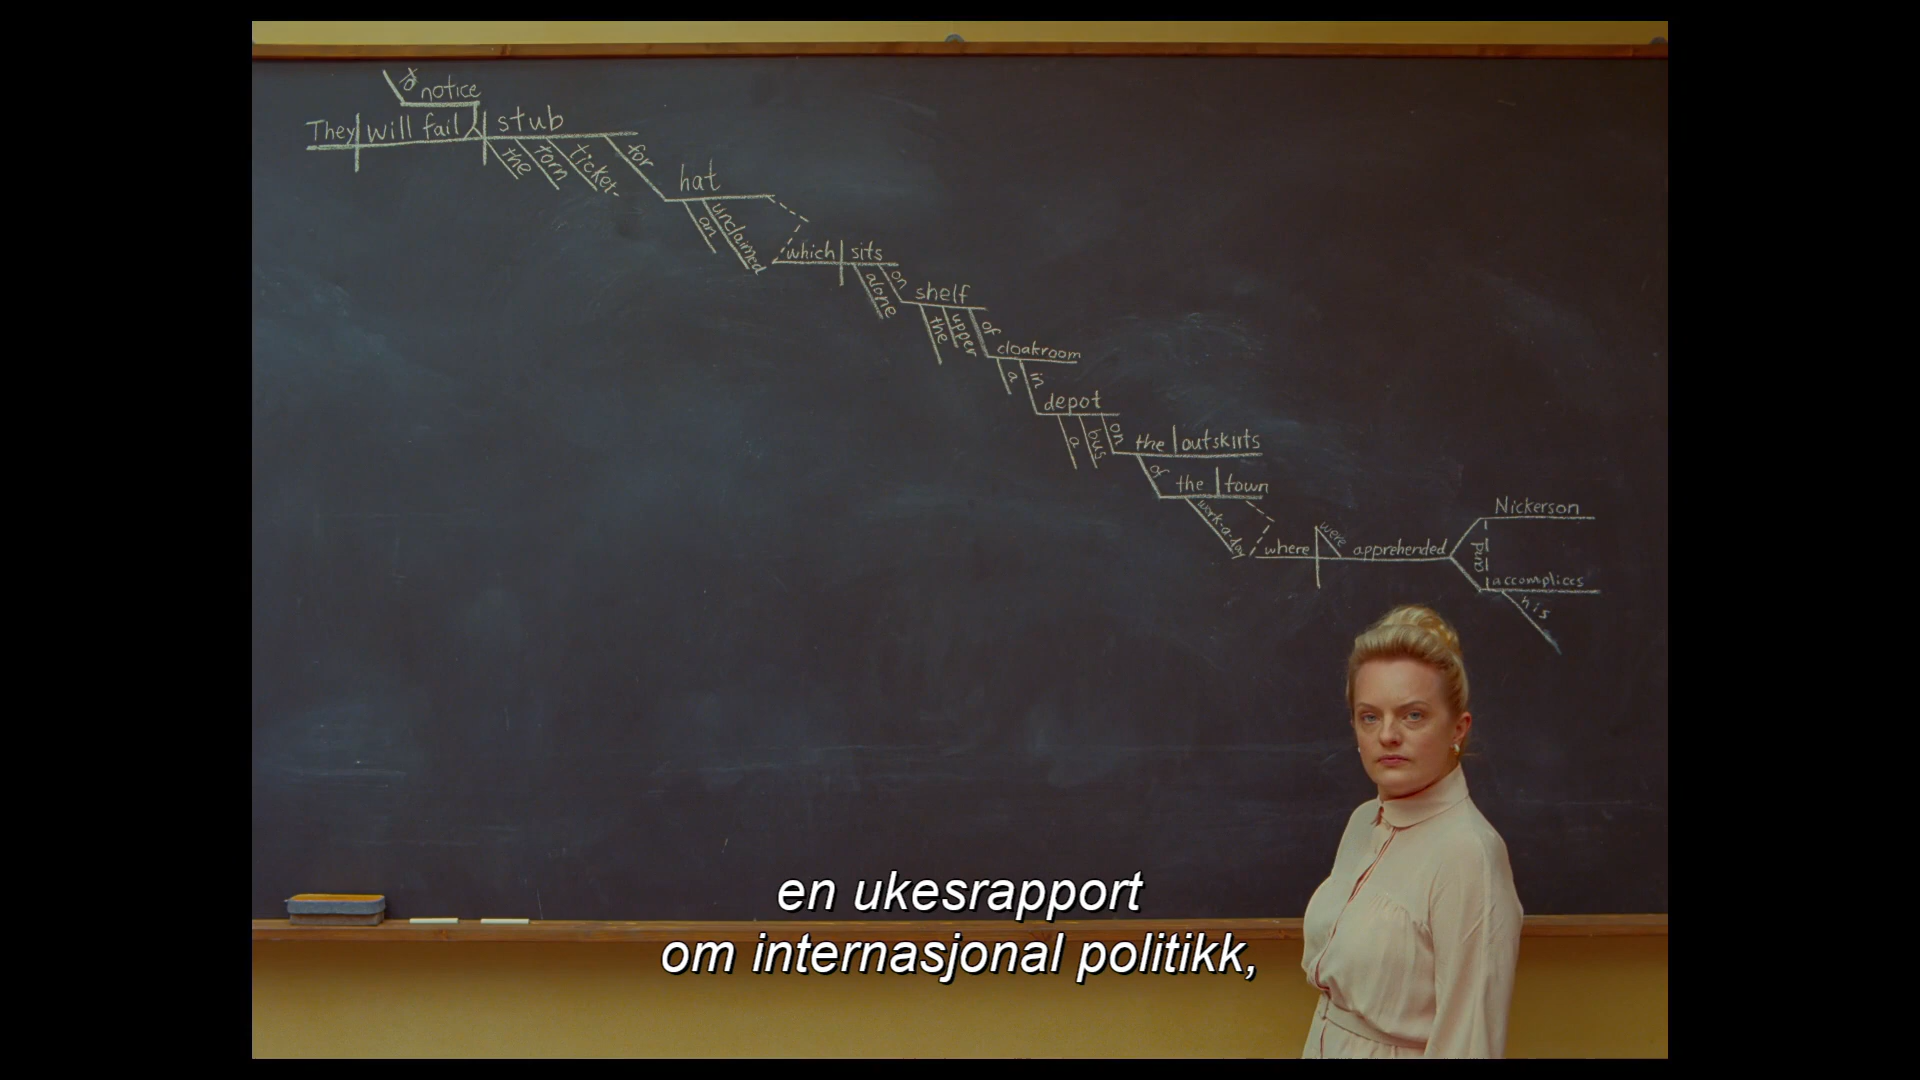 to
notice
They will fail stub
the torn ticket- for
hat
an unclaimed
which sits
alone on
shelf
the upper of
cloakroom
a in
depot
a bus on
the outskirts
of
the town
work-a-day
where were apprehended
Nickerson
and
accomplices
his
en ukesrapport
om internasjonal politikk,